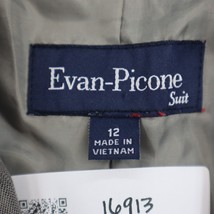 Evan-Picone
Suit
12
MADE IN
VIETNAM
16913